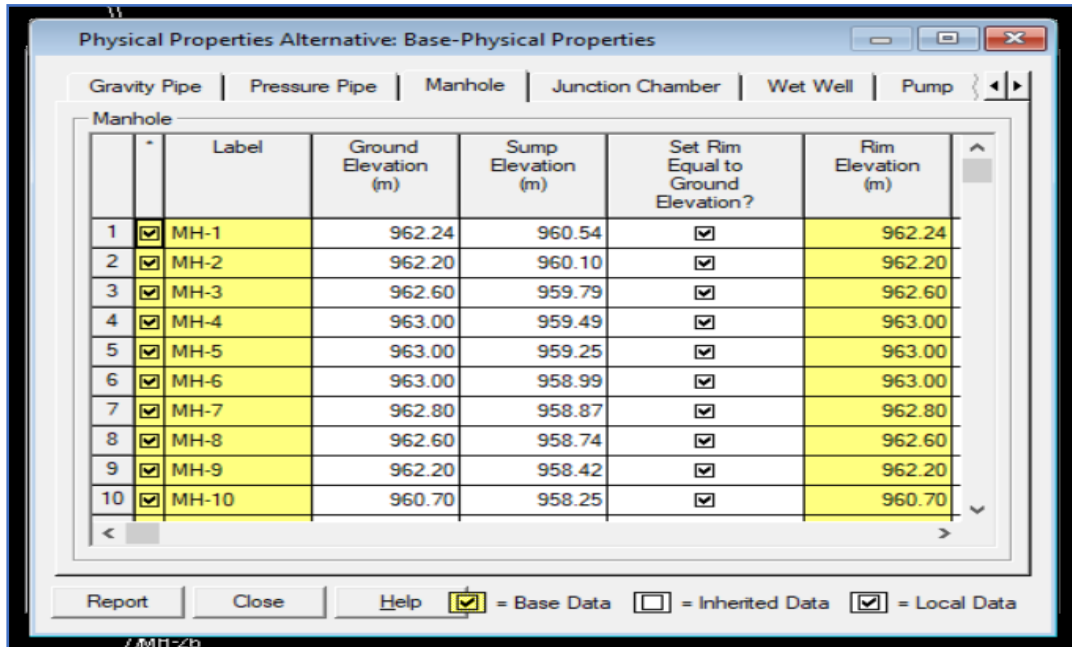 Physical Properties Alternative: Base-Physical Properties
Gravity Pipe Pressure Pipe Manhole Junction Chamber Wet Well Pump
Manhole
Label Ground Elevation (m) Sump Elevation (m) Set Rim Equal to Ground Elevation? Rim Elevation (m)
1 MH-1 962.24 960.54 962.24
2 MH-2 962.20 960.10 962.20
3 MH-3 962.60 959.79 962.60
4 MH-4 963.00 959.49 963.00
5 MH-5 963.00 959.25 963.00
6 MH-6 963.00 958.99 963.00
7 MH-7 962.80 958.87 962.80
8 MH-8 962.60 958.74 962.60
9 MH-9 962.20 958.42 962.20
10 MH-10 960.70 958.25 960.70
Report Close Help = Base Data = Inherited Data = Local Data